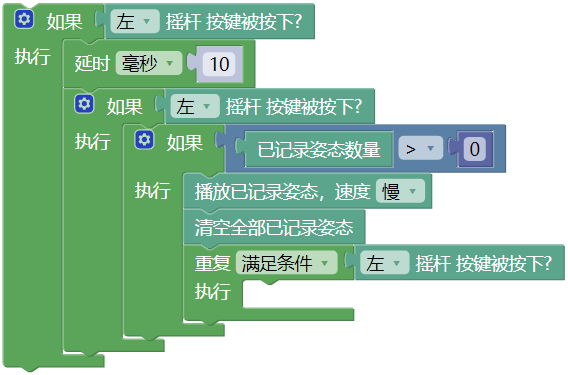 如果 左 摇杆 按键被按下?
执行 延时 毫秒 10
如果 左 摇杆 按键被按下?
执行 如果 已记录姿态数量 > 0
执行 播放已记录姿态，速度 慢
清空全部已记录姿态
重复 满足条件 左 摇杆 按键被按下?
执行